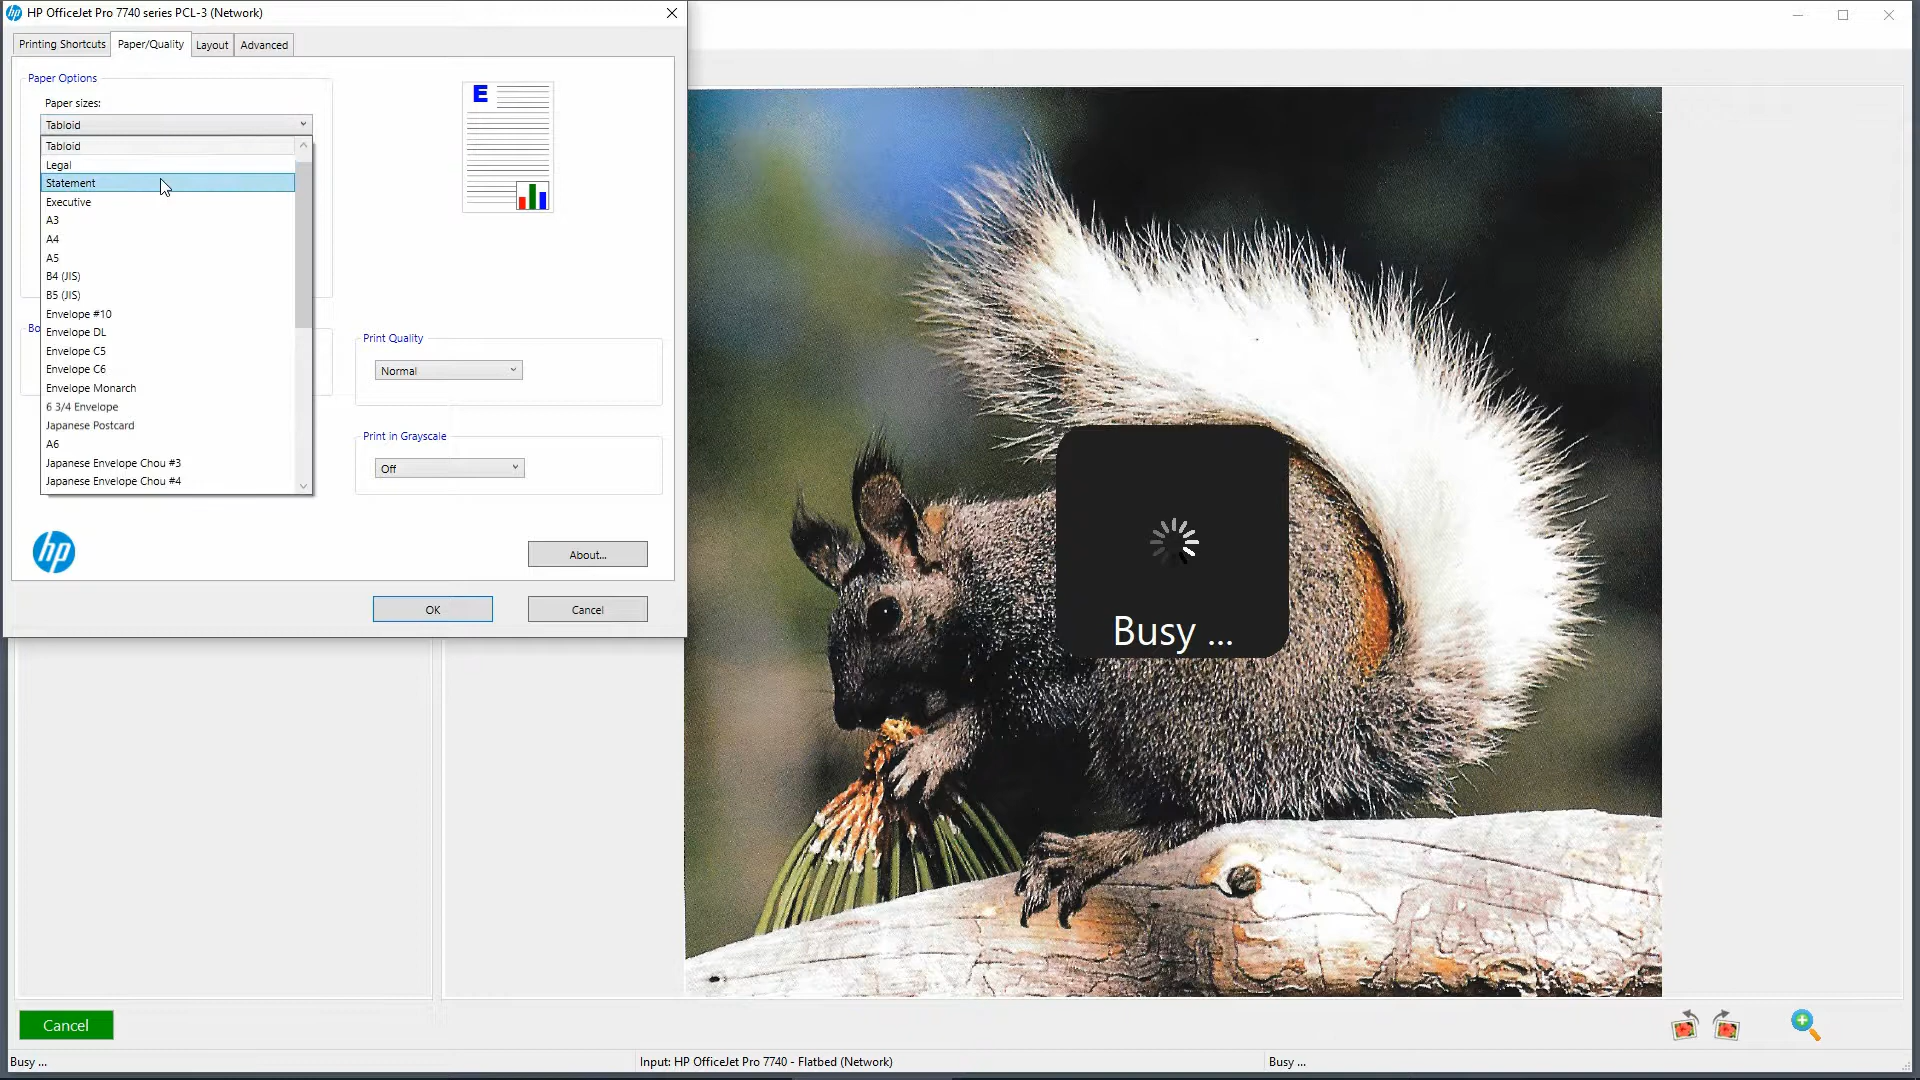 HP OfficeJet Pro 7740 series PCL-3 (Network)
Printing Shortcuts
Paper/Quality
Layout
Advanced
Paper Options
Paper sizes:
Tabloid
Tabloid
Legal
Statement
Executive
A3
A4
A5
B4 (JIS)
B5 (JIS)
Envelope #10
Envelope DL
Envelope C5
Envelope C6
Envelope Monarch
6 3/4 Envelope
Japanese Postcard
A6
Japanese Envelope Chou #3
Japanese Envelope Chou #4
Bo
E
Print Quality
Normal
Print in Grayscale
Off
hp
About...
OK
Cancel
Busy ...
Cancel
Busy ...
Input: HP OfficeJet Pro 7740 - Flatbed (Network)
Busy ...